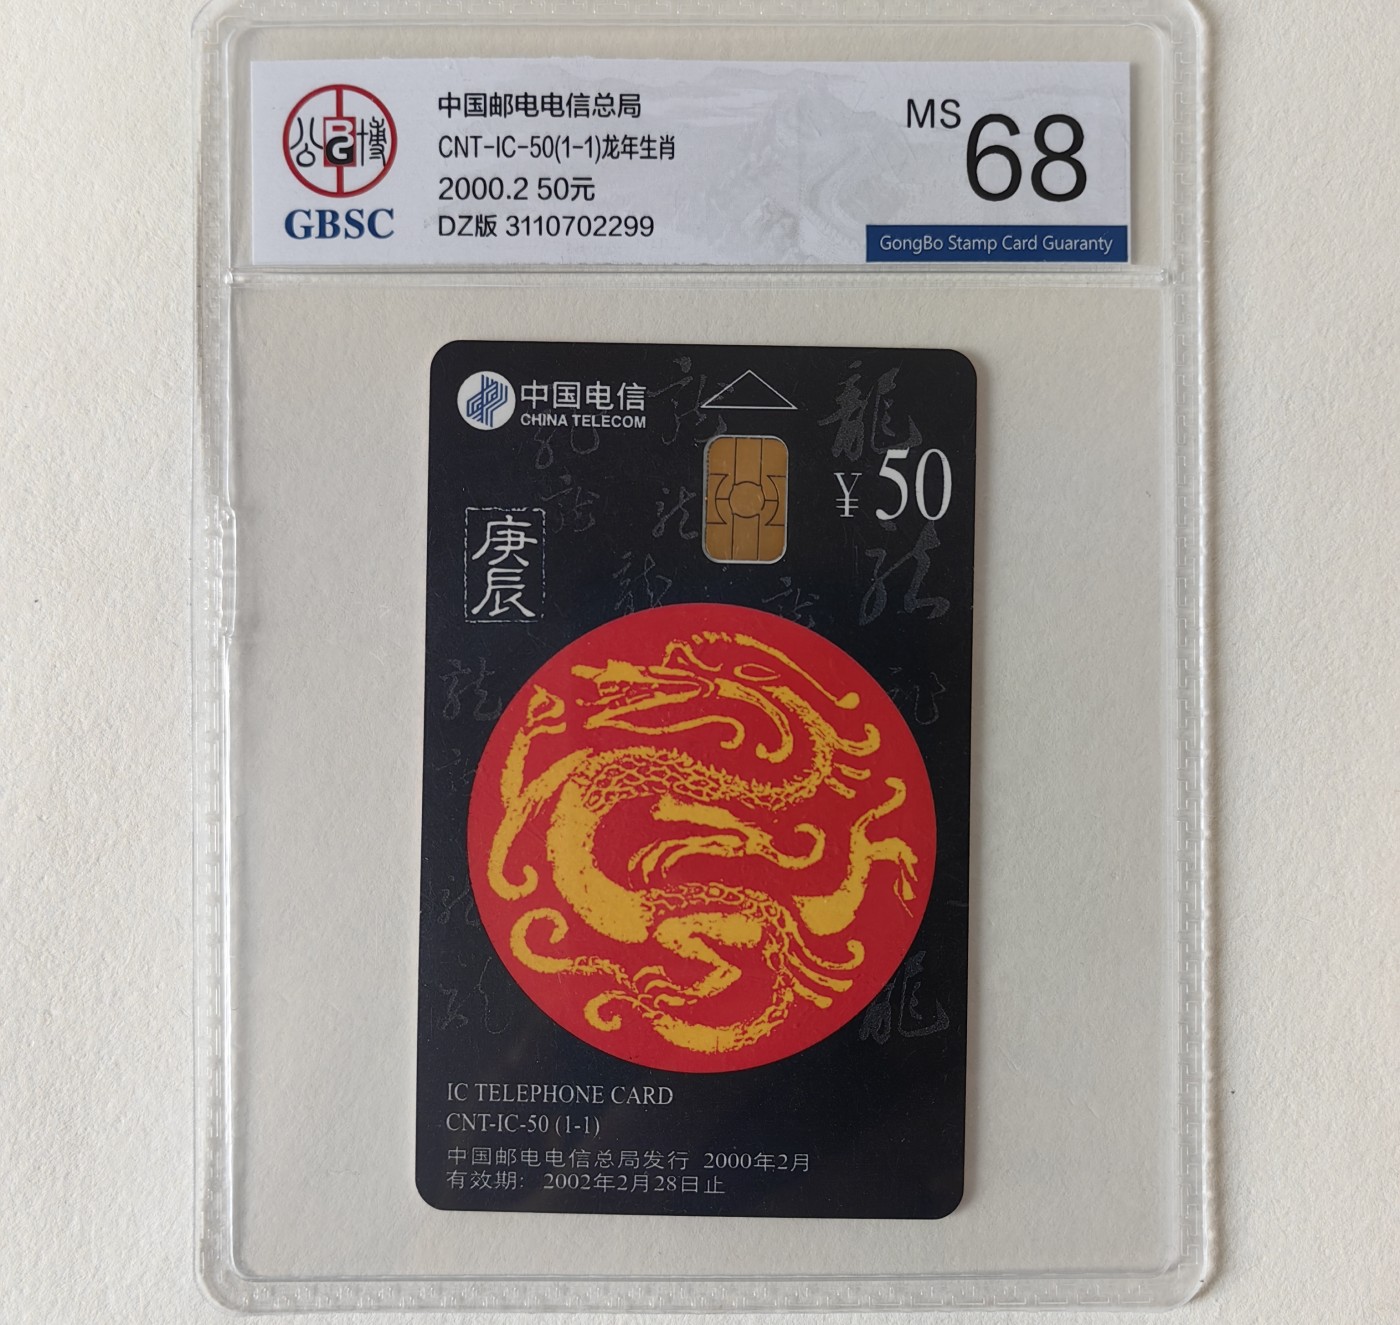 公博
BG
GBSC
中国邮电电信总局
CNT-IC-50(1-1)龙年生肖
2000.2 50元
DZ版 3110702299
MS 68
GongBo Stamp Card Guaranty
中国电信
CHINA TELECOM
¥50
庚辰
龍
IC TELEPHONE CARD
CNT-IC-50 (1-1)
中国邮电电信总局发行 2000年2月
有效期: 2002年2月28日止